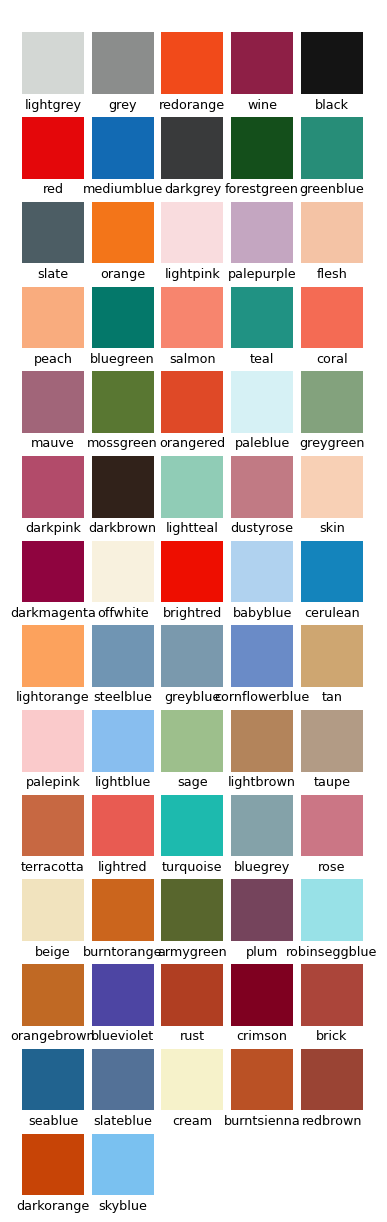 lightgrey grey redorange wine black
red mediumblue darkgrey forestgreen greenblue
slate orange lightpink palepurple flesh
peach bluegreen salmon teal coral
mauve mossgreen orangered paleblue greygreen
darkpink darkbrown lightteal dustyrose skin
darkmagenta offwhite brightred babyblue cerulean
lightorange steelblue greyblue cornflowerblue tan
palepink lightblue sage lightbrown taupe
terracotta lightred turquoise bluegrey rose
beige burntorange armygreen plum robinseggblue
orangebrown blueviolet rust crimson brick
seablue slateblue cream burntsienna redbrown
darkorange skyblue